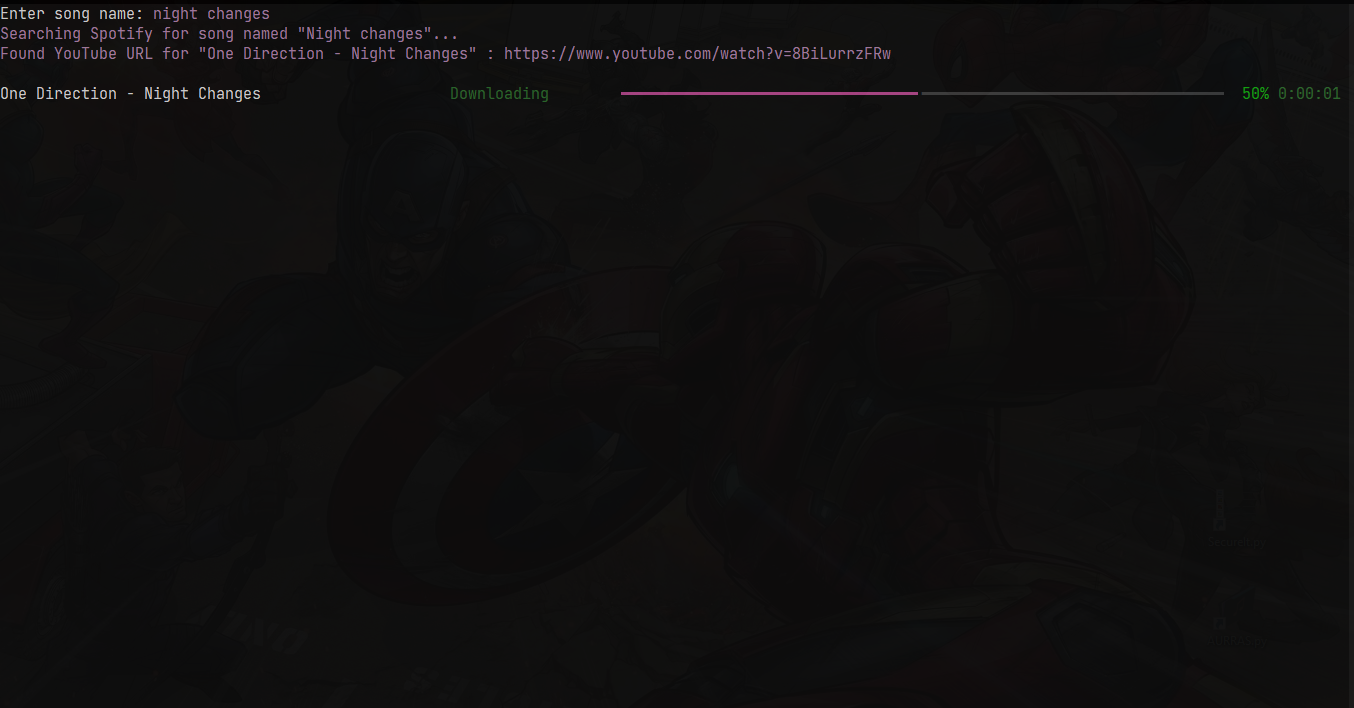 Enter song name: night changes
Searching Spotify for song named "Night changes"...
Found YouTube URL for "One Direction - Night Changes" : https://www.youtube.com/watch?v=8BiLurrzFRw
One Direction - Night Changes Downloading 50% 0:00:01